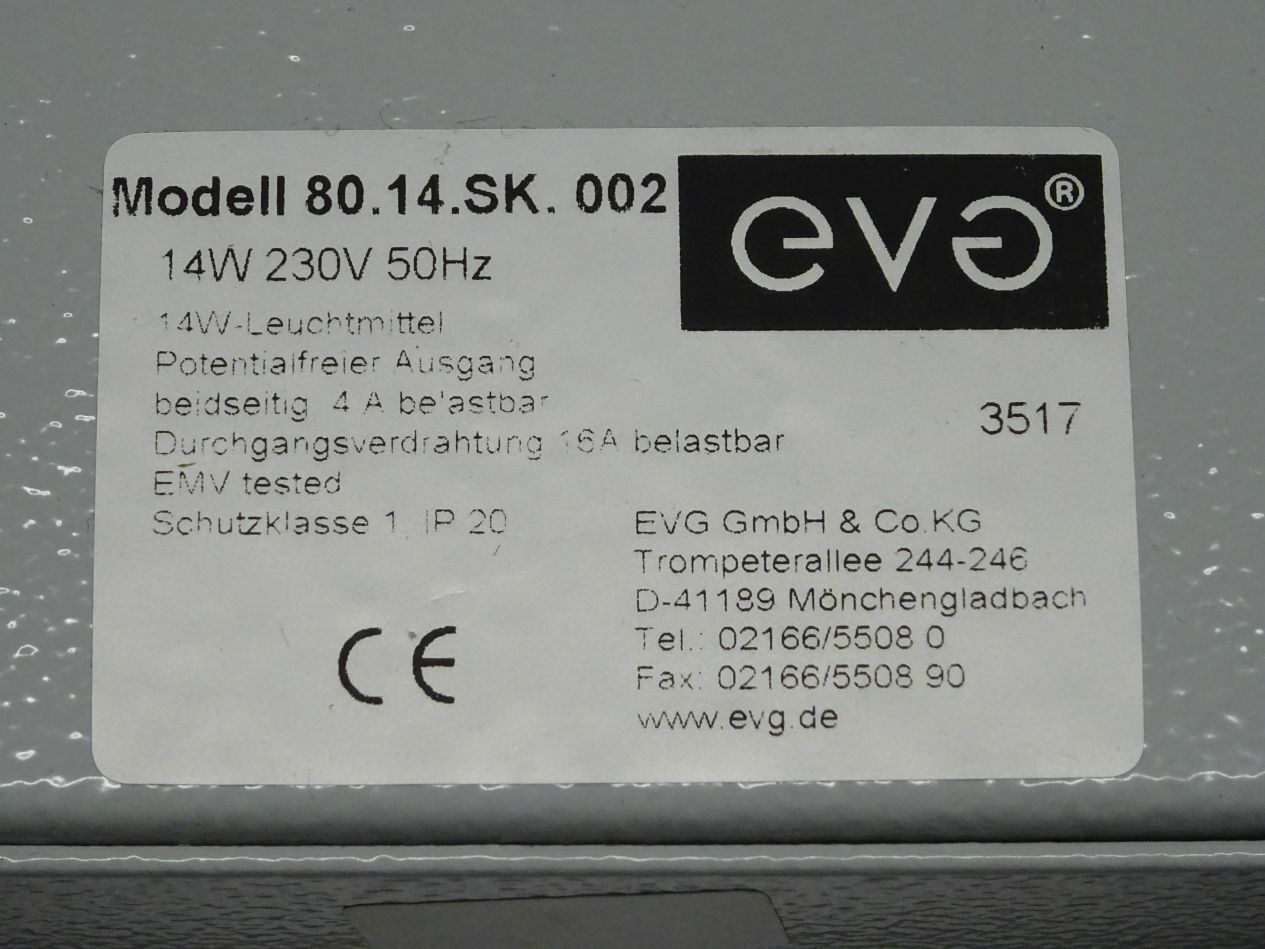 Modell 80.14.SK. 002
evg®
14W 230V 50Hz
14W-Leuchtmittel
Potentialfreier Ausgang
beidseitig 4 A belastbar
Durchgangsverdrahtung 16A belastbar
EMV tested
Schutzklasse 1, IP 20
3517
EVG GmbH & Co.KG
Trompeterallee 244-246
D-41189 Mönchengladbach
Tel.: 02166/5508 0
Fax: 02166/5508 90
www.evg.de
CE